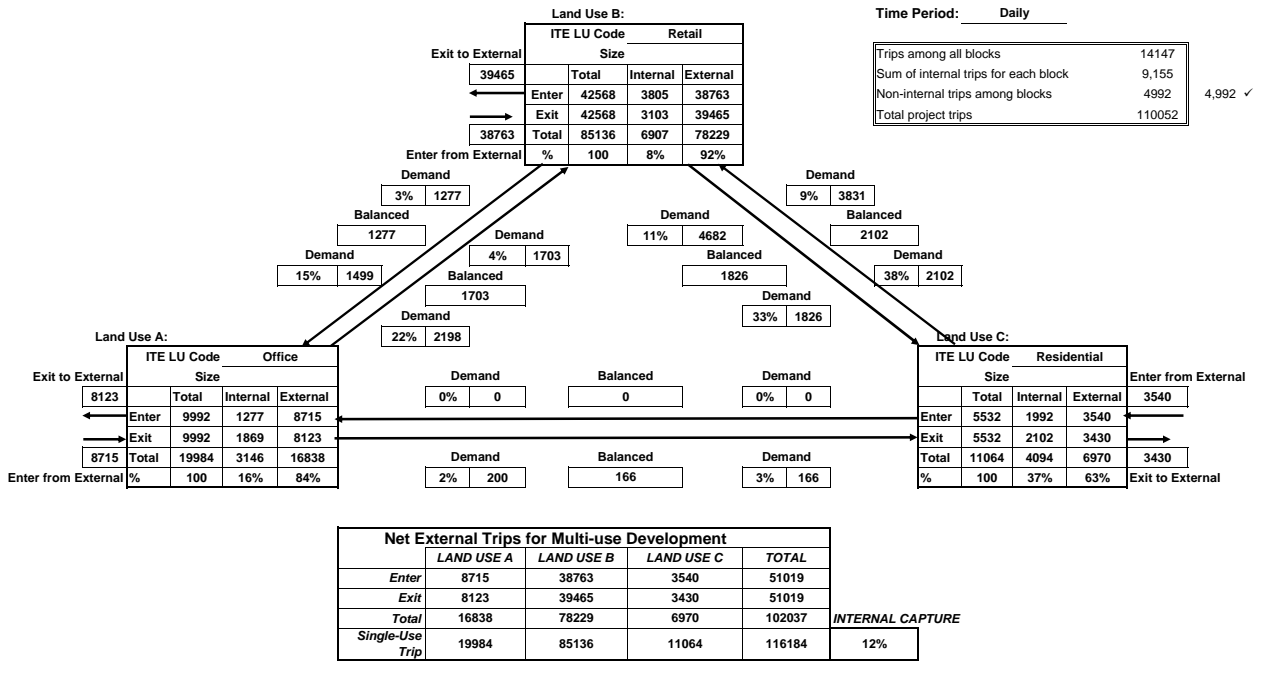 Land Use B:
Time Period: Daily
ITE LU Code Retail
Exit to External Size
39465 Total Internal External
Enter 42568 3805 38763
Exit 42568 3103 39465
38763 Total 85136 6907 78229
Enter from External % 100 8% 92%
Trips among all blocks 14147
Sum of internal trips for each block 9,155
Non-internal trips among blocks 4992 4,992 ✓
Total project trips 110052
Demand Demand
3% 1277 9% 3831
Balanced Demand Balanced
1277 11% 4682 2102
Demand
4% 1703
Demand Balanced Demand
15% 1499 1826 38% 2102
Balanced
1703
Demand
33% 1826
Demand
22% 2198
Land Use A: Land Use C:
ITE LU Code Office
Exit to External Size
8123 Total Internal External
Enter 9992 1277 8715
Exit 9992 1869 8123
8715 Total 19984 3146 16838
Enter from External % 100 16% 84%
Demand Balanced Demand
0% 0 0 0% 0
Demand Balanced Demand
2% 200 166 3% 166
ITE LU Code Residential
Size Enter from External
Total Internal External 3540
Enter 5532 1992 3540
Exit 5532 2102 3430
Total 11064 4094 6970 3430
% 100 37% 63% Exit to External
Net External Trips for Multi-use Development
LAND USE A LAND USE B LAND USE C TOTAL
Enter 8715 38763 3540 51019
Exit 8123 39465 3430 51019
Total 16838 78229 6970 102037 INTERNAL CAPTURE
Single-Use
Trip 19984 85136 11064 116184 12%